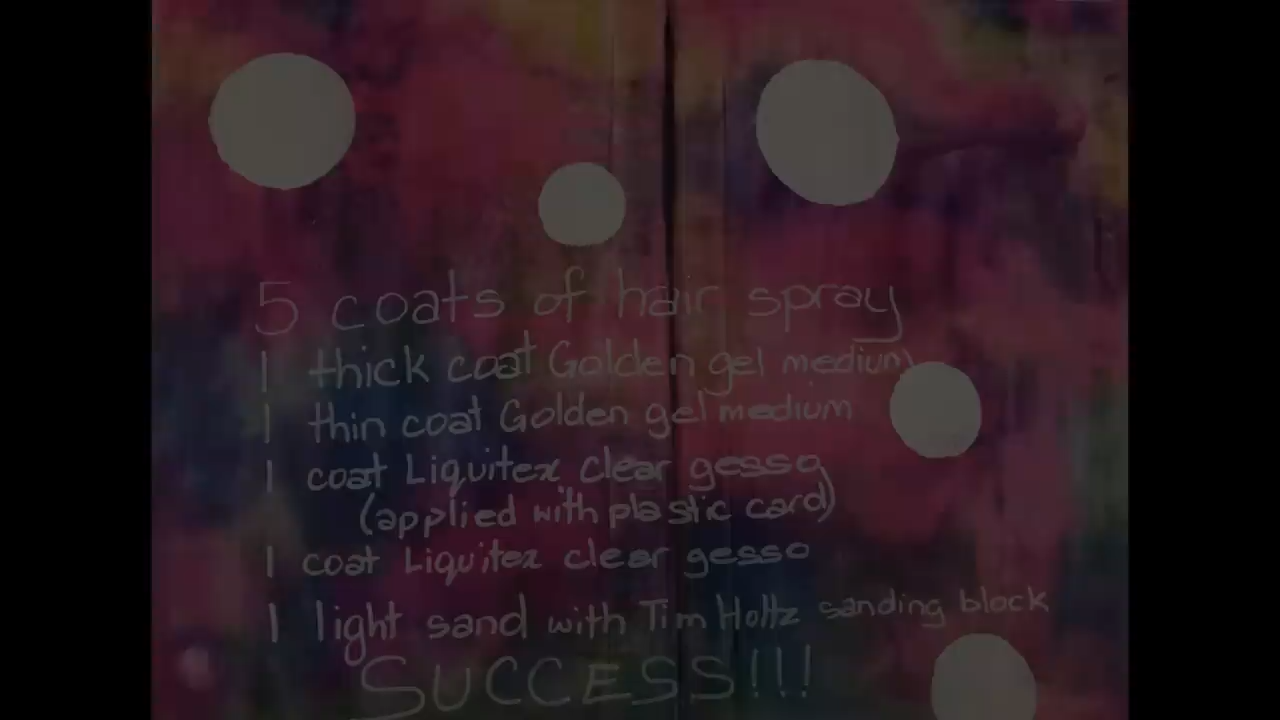 5 coats of hair spray
1 thick coat Golden gel medium
1 thin coat Golden gel medium
1 coat Liquitex clear gesso
(applied with plastic card)
1 coat Liquitex clear gesso
1 light sand with Tim Holtz sanding block
SUCCESS!!!